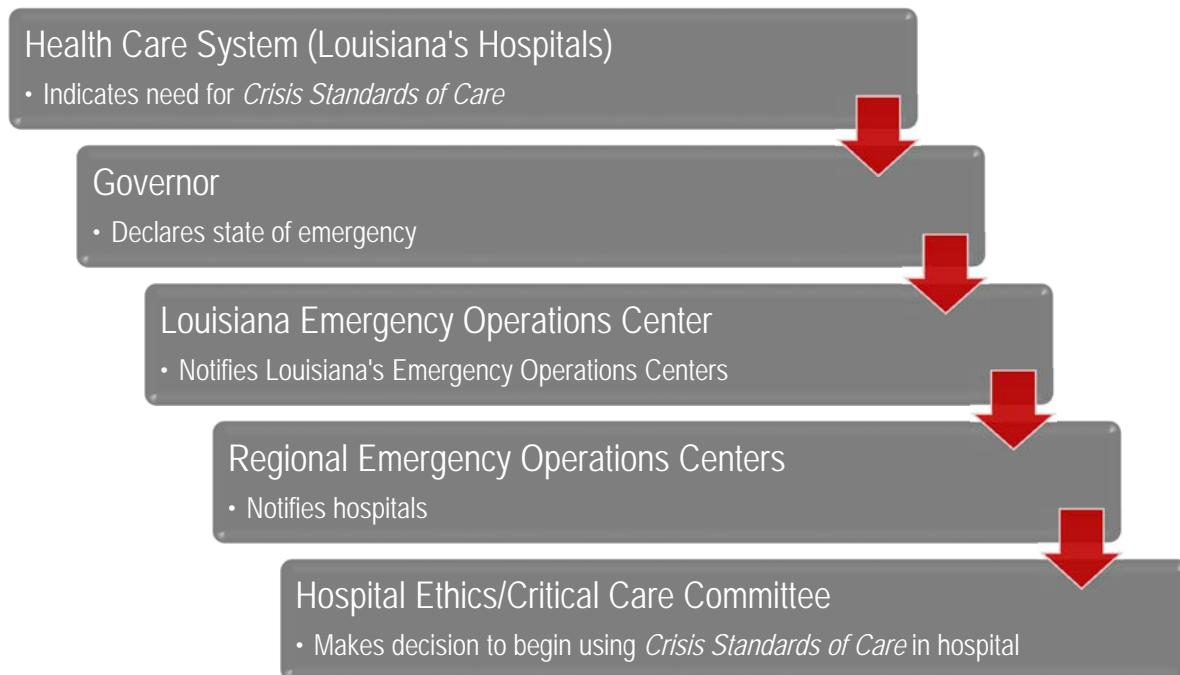 Health Care System (Louisiana's Hospitals)
• Indicates need for Crisis Standards of Care
Governor
• Declares state of emergency
Louisiana Emergency Operations Center
• Notifies Louisiana's Emergency Operations Centers
Regional Emergency Operations Centers
• Notifies hospitals
Hospital Ethics/Critical Care Committee
• Makes decision to begin using Crisis Standards of Care in hospital